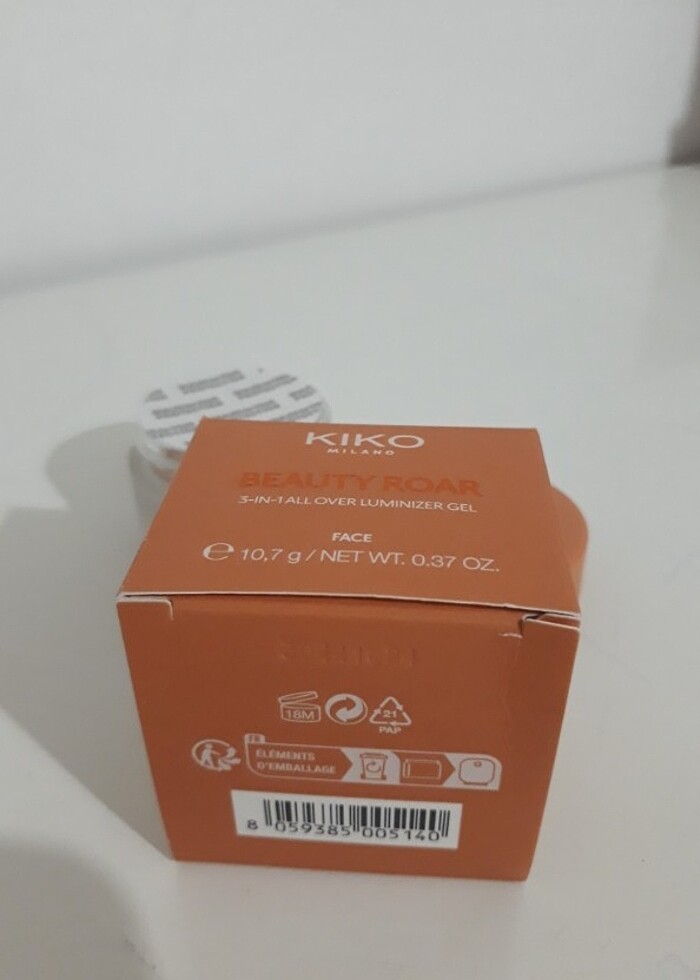 KIKO
MILANO
BEAUTY ROAR
3-IN-1 ALL OVER LUMINIZER GEL
FACE
℮ 10,7 g / NET WT. 0.37 OZ.
18M
21
PAP
FR
ÉLÉMENTS
D'EMBALLAGE
8 059385 005140